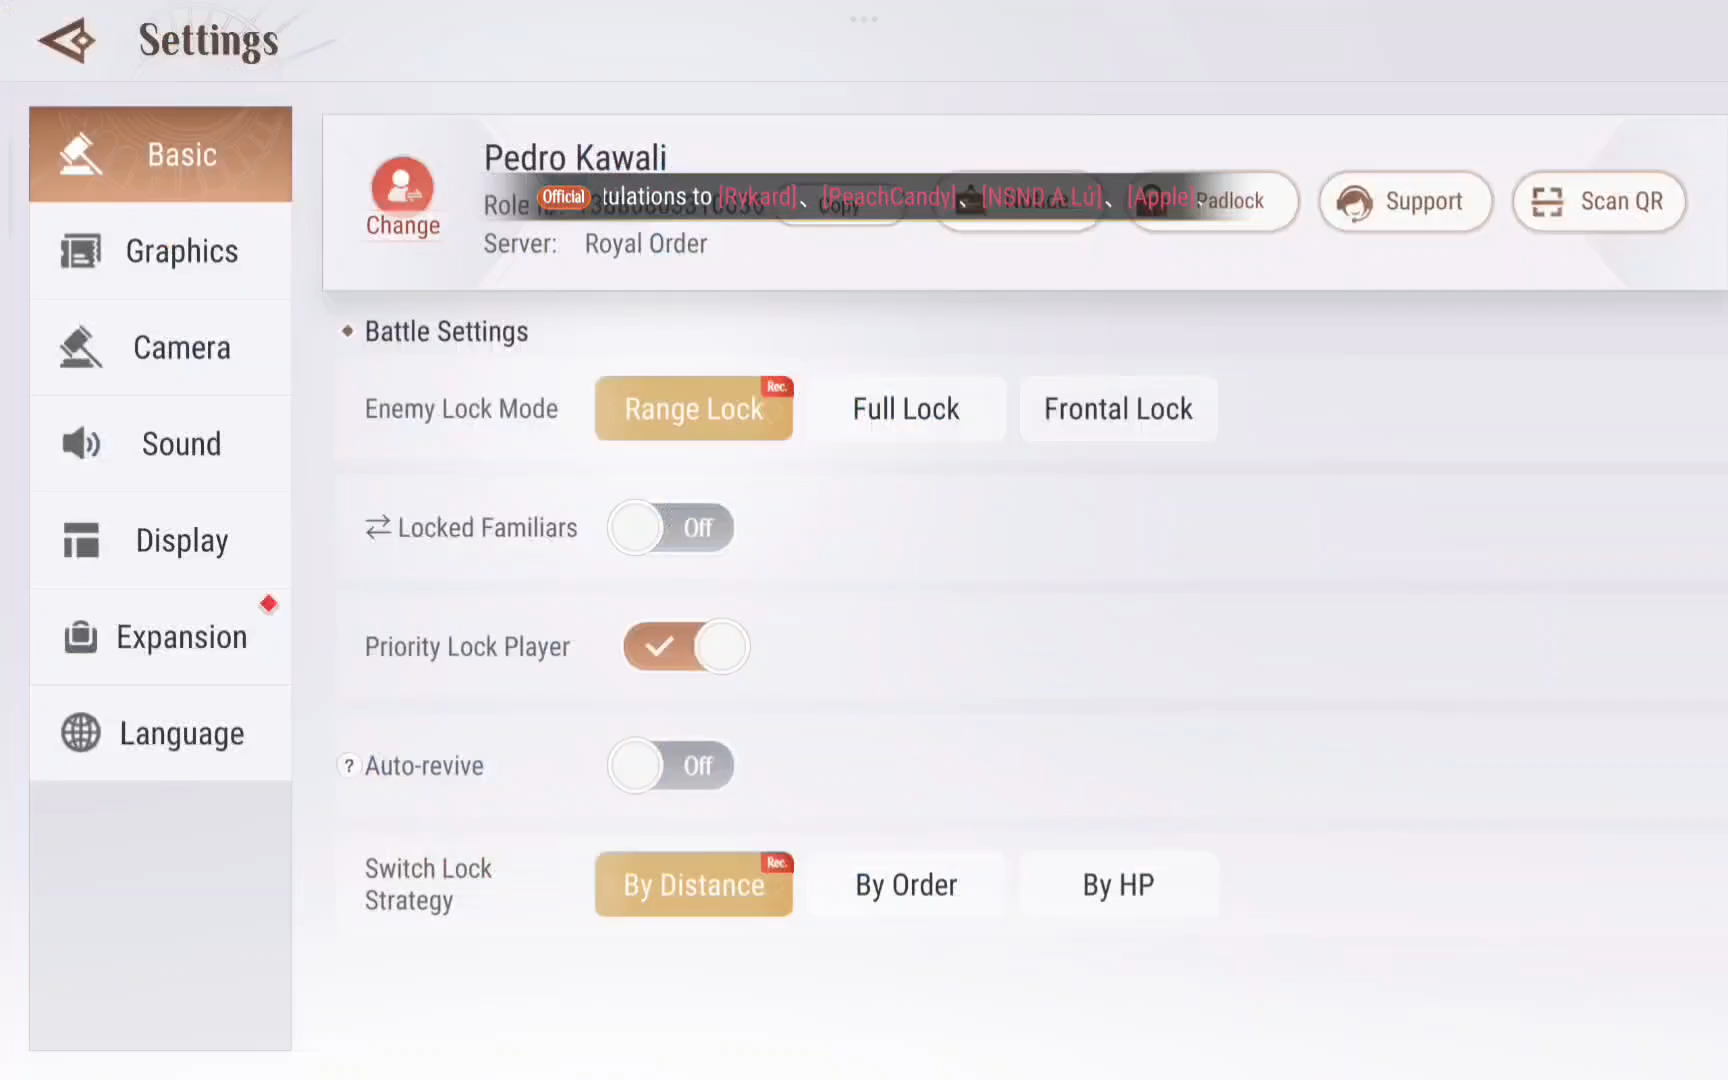 Settings
Basic
Graphics
Camera
Sound
Display
Expansion
Language
Change
Pedro Kawali
Role
Official tulations to [Rykard]、[PeachCandy]、[NSND A Lú]、[Apple],
Copy
Padlock
Support
Scan QR
Server: Royal Order
Battle Settings
Enemy Lock Mode
Range Lock
Rec.
Full Lock
Frontal Lock
Locked Familiars
Off
Priority Lock Player
? Auto-revive
Off
Switch Lock
Strategy
By Distance
Rec.
By Order
By HP